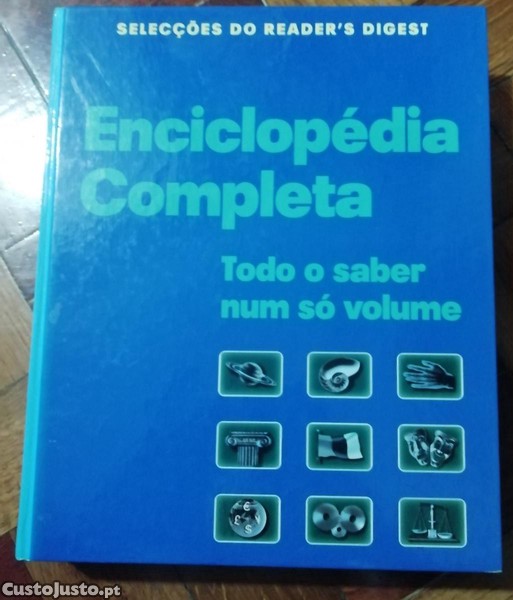 SELECÇÕES DO READER'S DIGEST
Enciclopédia
Completa
Todo o saber
num só volume
CustoJusto.pt